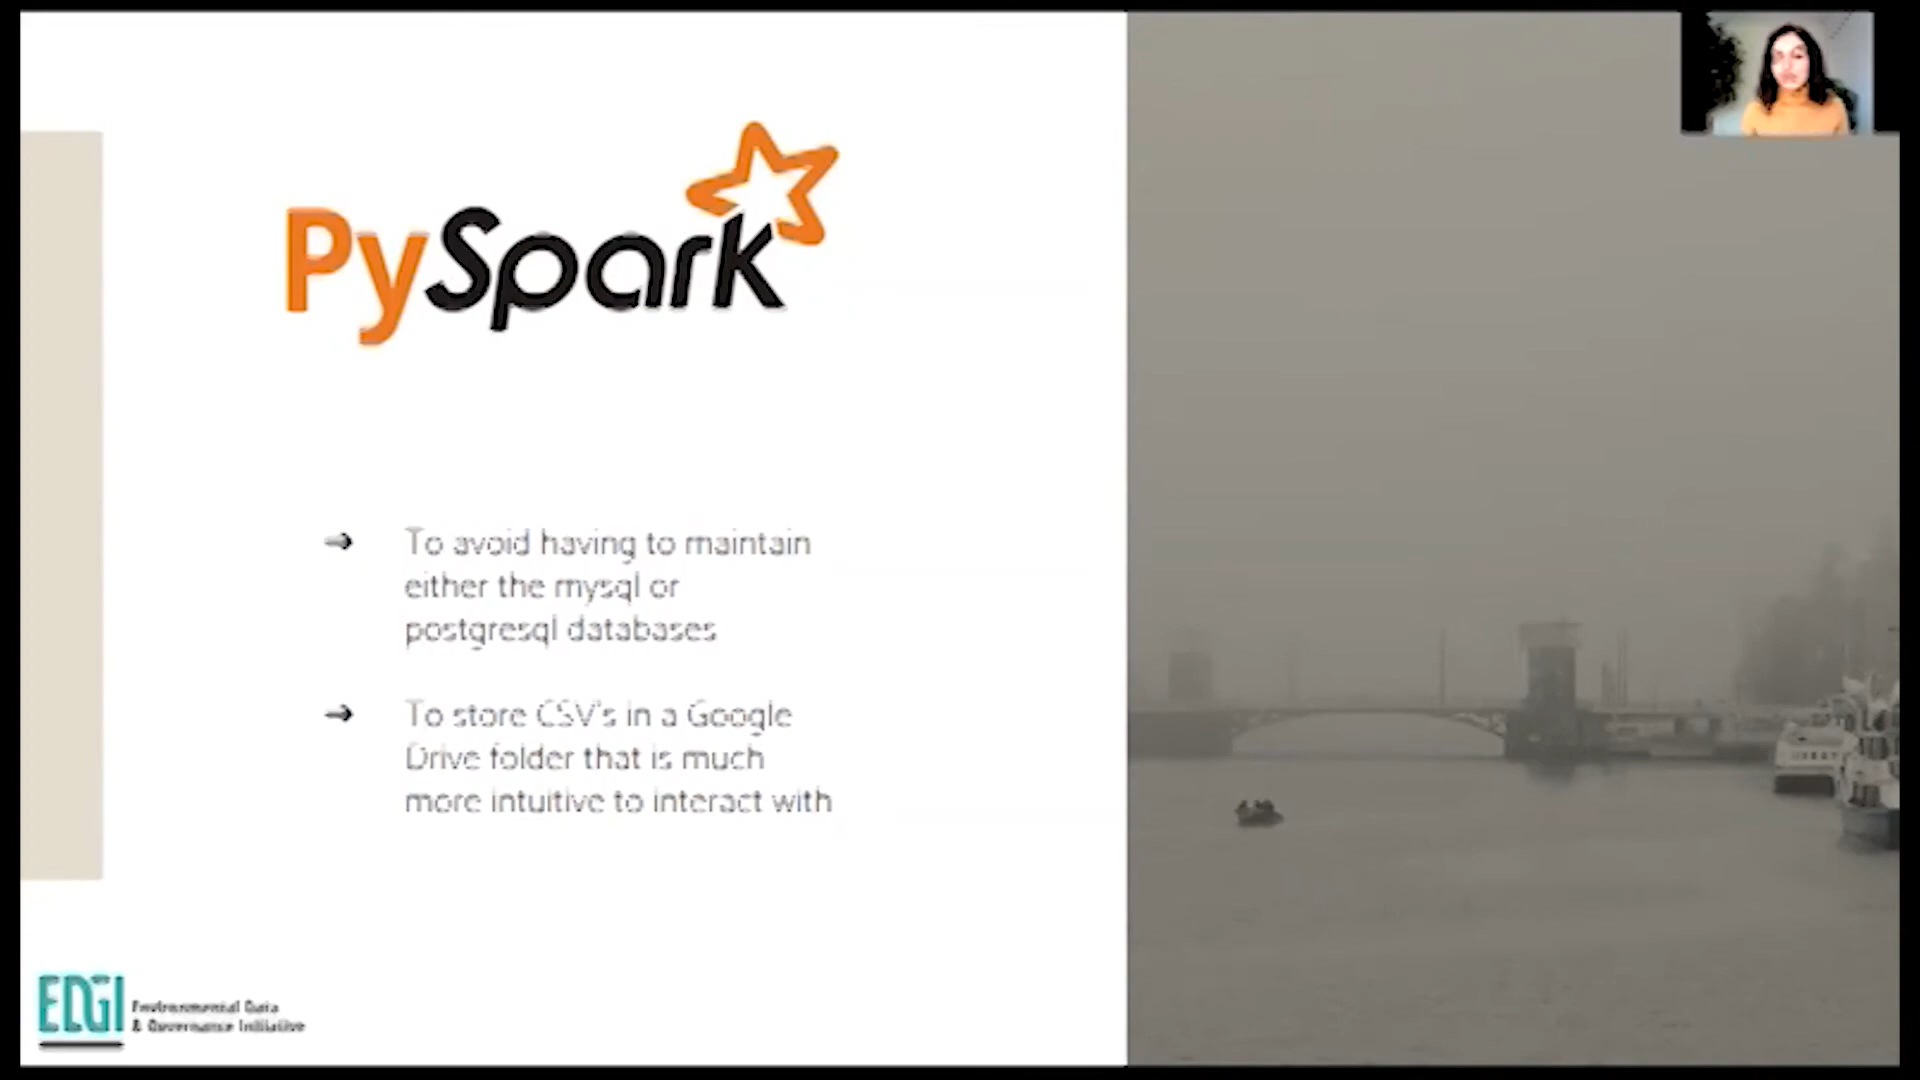 PySpark
→ To avoid having to maintain
either the mysql or
postgresql databases
→ To store CSV's in a Google
Drive folder that is much
more intuitive to interact with
EDGI
Environmental Data
& Governance Initiative